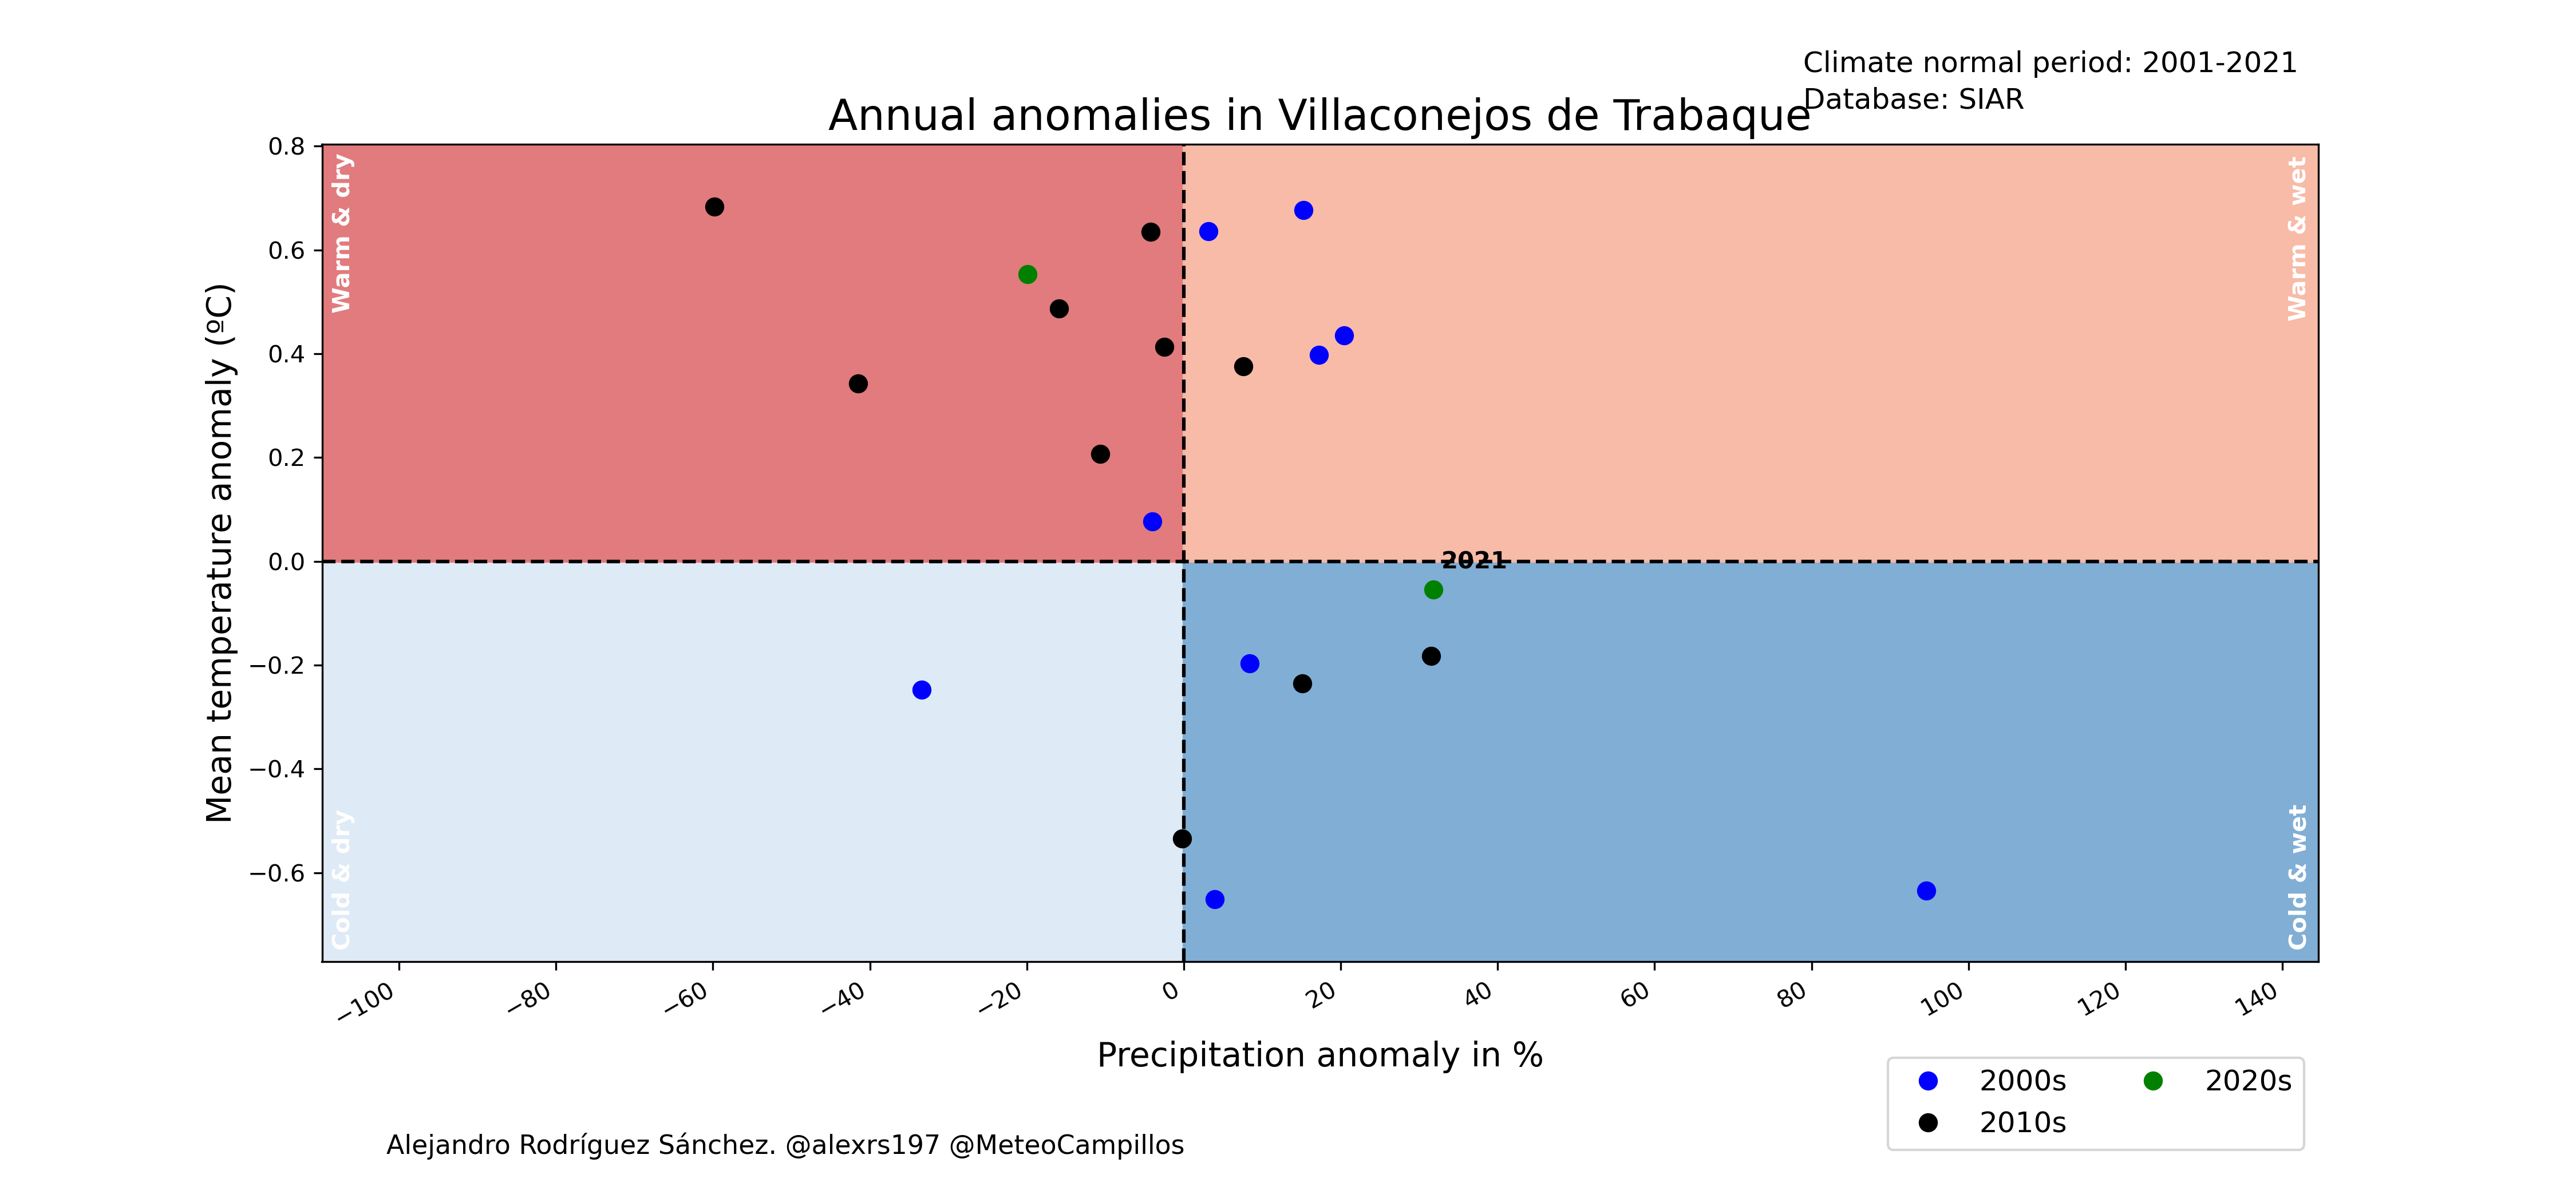 Climate normal period: 2001-2021
Database: SIAR
Annual anomalies in Villaconejos de Trabaque
Warm & dry
Warm & wet
Cold & dry
Cold & wet
Mean temperature anomaly (ºC)
0.8
0.6
0.4
0.2
0.0
−0.2
−0.4
−0.6
2021
−100 −80 −60 −40 −20 0 20 40 60 80 100 120 140
Precipitation anomaly in %
2000s 2020s
2010s
Alejandro Rodríguez Sánchez. @alexrs197 @MeteoCampillos